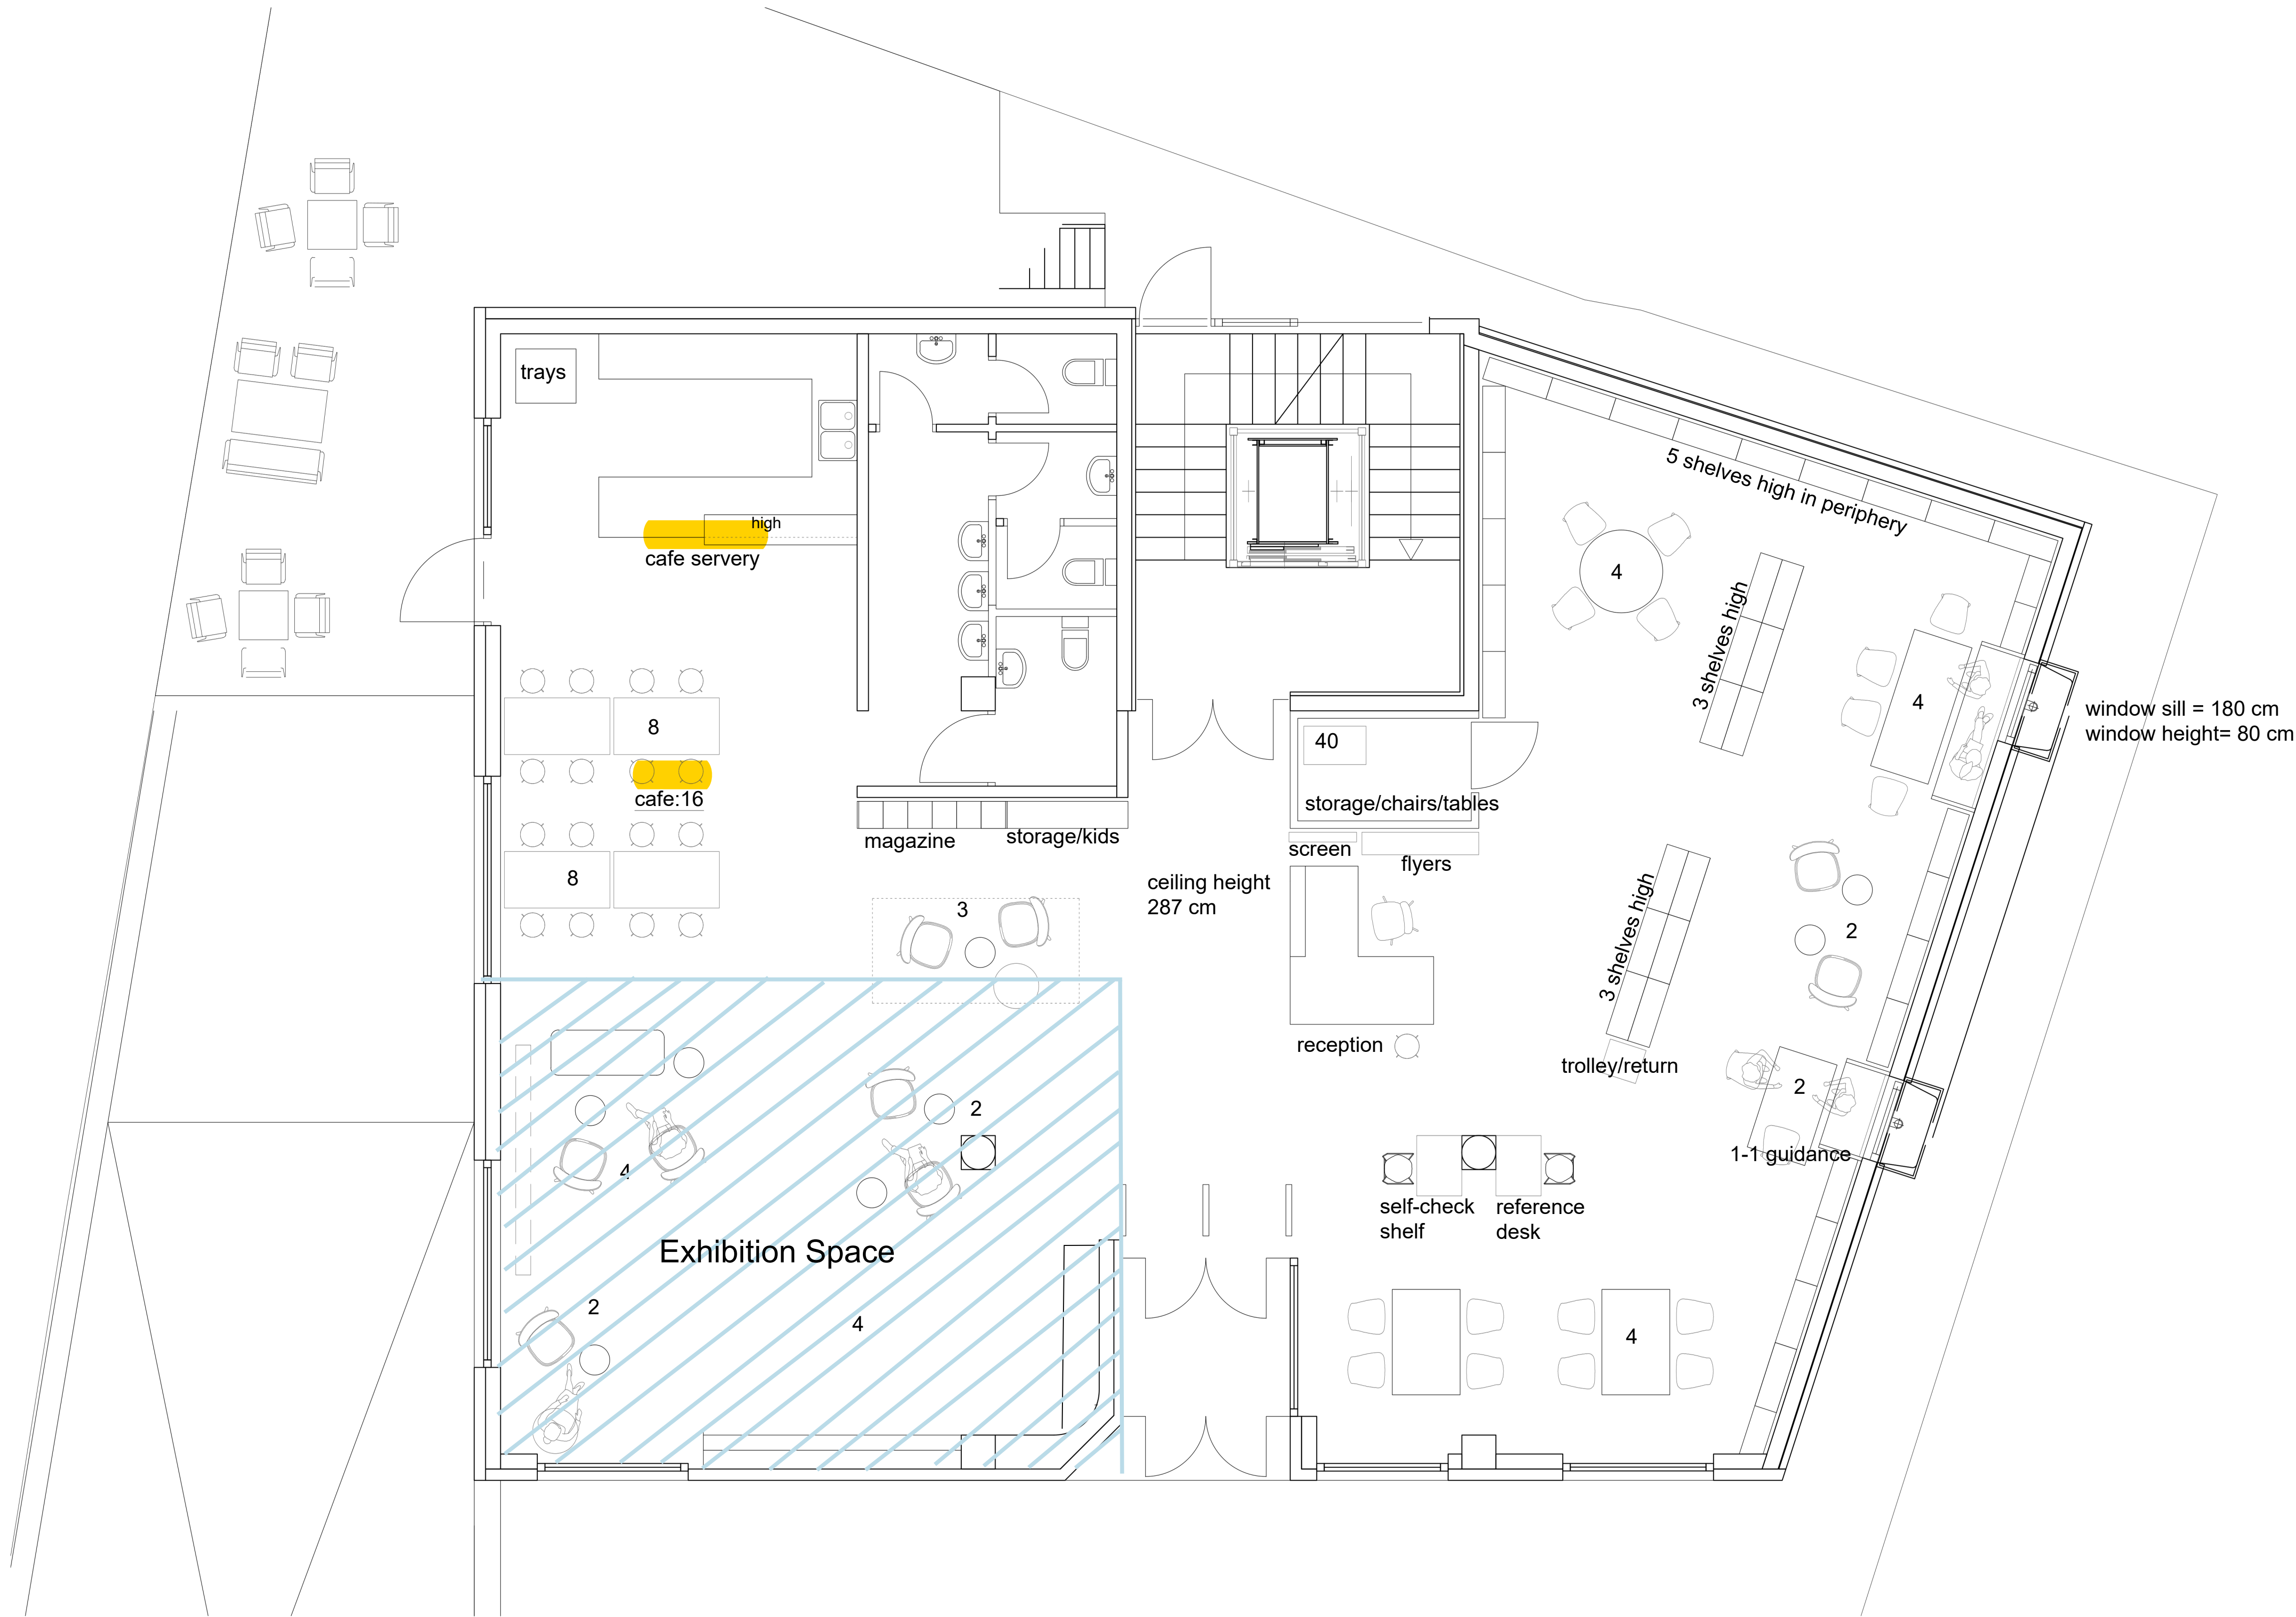 trays
high
cafe servery
5 shelves high in periphery
4
3 shelves high
4
window sill = 180 cm
window height= 80 cm
8
40
cafe:16
storage/chairs/tables
magazine
storage/kids
screen
flyers
8
ceiling height
287 cm
3
3 shelves high
2
reception
trolley/return
2
2
4
1-1 guidance
self-check
shelf
reference
desk
Exhibition Space
2
4
4